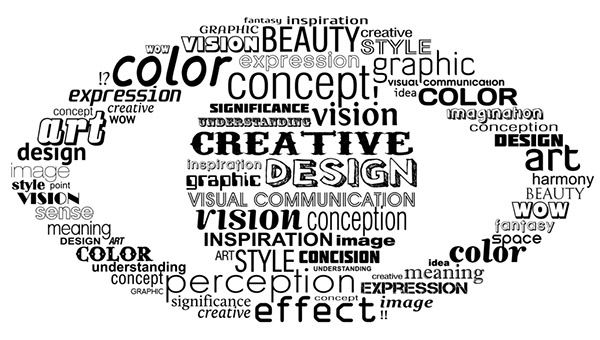 fantasy inspiration
GRAPHIC BEAUTY creative
WOW VISION STYLE
color expression graphic
!? concept! visual communication
expression idea COLOR
concept creative SIGNIFICANCE vision imagination
art wow UNDERSTANDING conception
design CREATIVE DESIGN
image inspiration DESIGN art
style point graphic harmony
VISION VISUAL COMMUNICATION BEAUTY
sense VISION conception WOW
meaning fantasy
DESIGN ART INSPIRATION image space
COLOR ART STYLE CONCISION color
understanding UNDERSTANDING idea meaning
concept perception creative
GRAPHIC EXPRESSION
significance effect concept image
creative !!